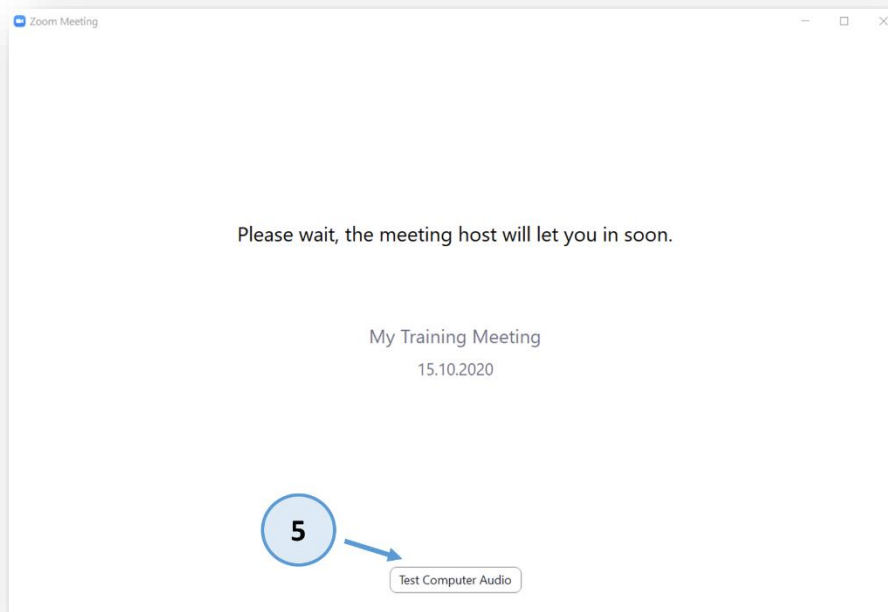 Zoom Meeting
Please wait, the meeting host will let you in soon.
My Training Meeting
15.10.2020
5
Test Computer Audio